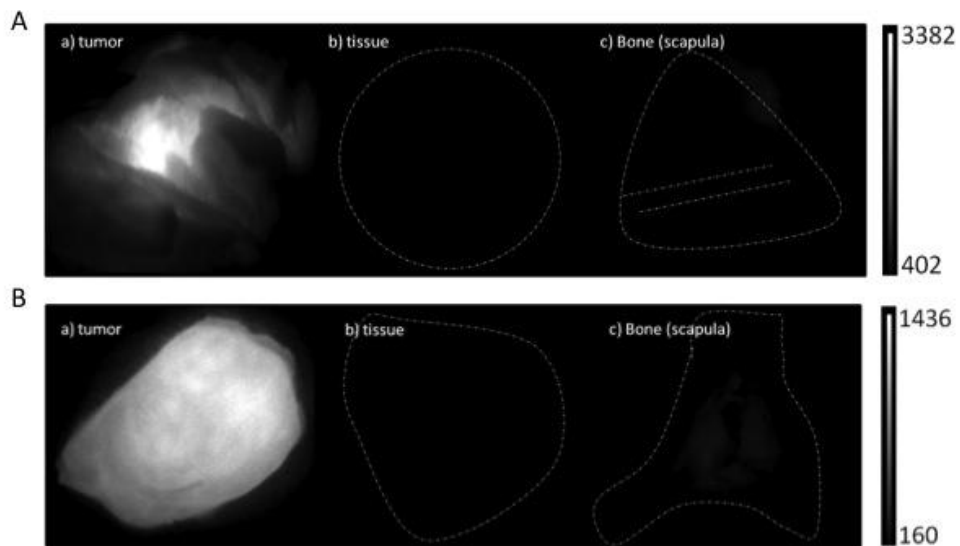 A
a) tumor
b) tissue
c) Bone (scapula)
3382
402
B
a) tumor
b) tissue
c) Bone (scapula)
1436
160